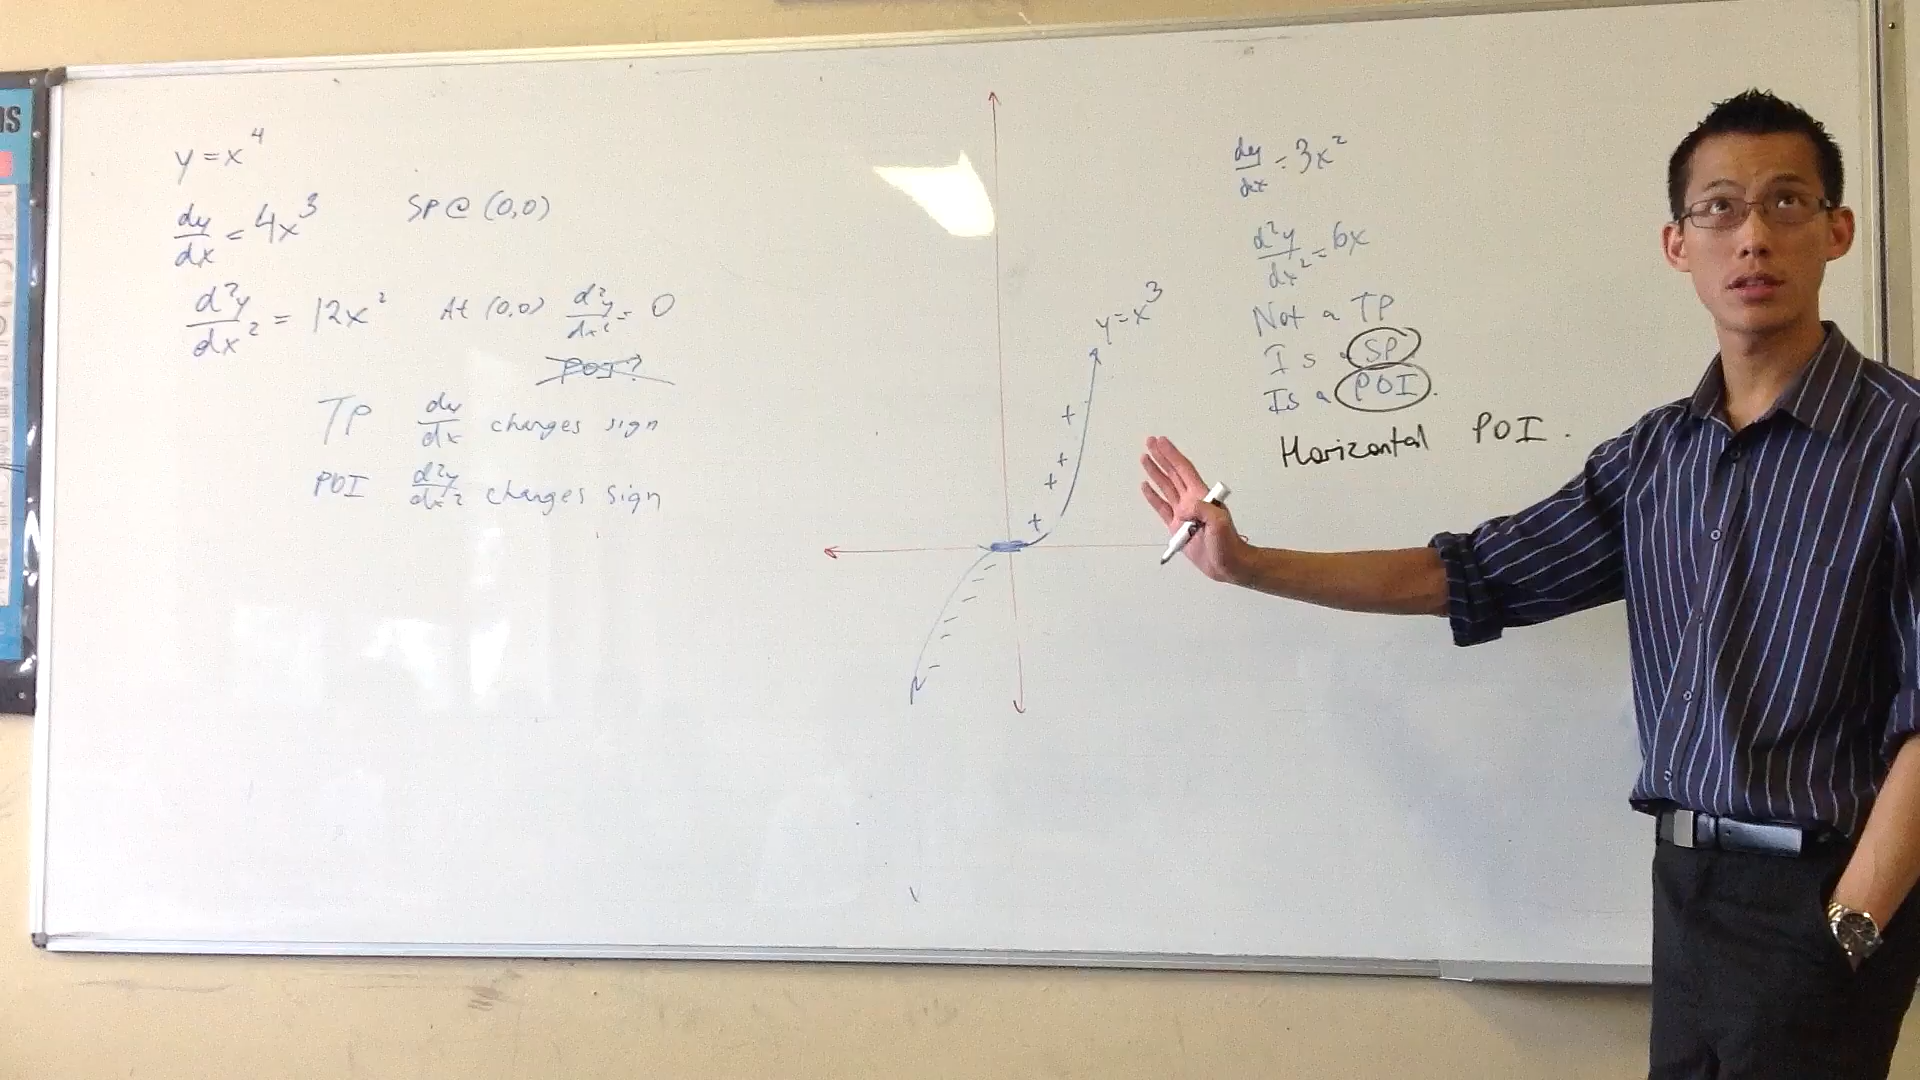 NS
y = x⁴
dy/dx = 4x³ SP @ (0,0)
d²y/dx² = 12x² At (0,0) d²y/dx² = 0
POI?
TP dy/dx changes sign
POI d²y/dx² changes sign
y = x³
+
+
+
+
dy/dx = 3x²
d²y/dx² = 6x
Not a TP
Is a SP
Is a POI.
Horizontal POI.